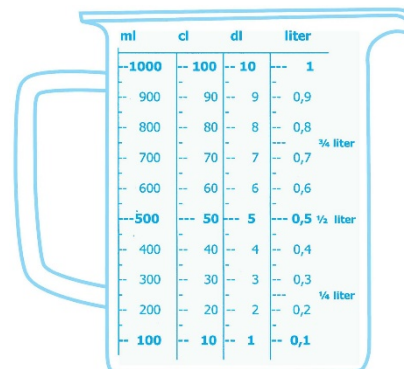 ml cl dl liter
--1000 -- 100 -- 10 --- 1
900 90 -- 9 -- 0,9
800 80 -- 8 -- 0,8
--- ¾ liter
700 70 -- 7 -- 0,7
600 60 -- 6 -- 0,6
--500 --- 50 --- 5 --- 0,5 ½ liter
400 40 -- 4 -- 0,4
300 30 -- 3 -- 0,3
--- ¼ liter
200 20 -- 2 -- 0,2
-- 100 -- 10 -- 1 -- 0,1